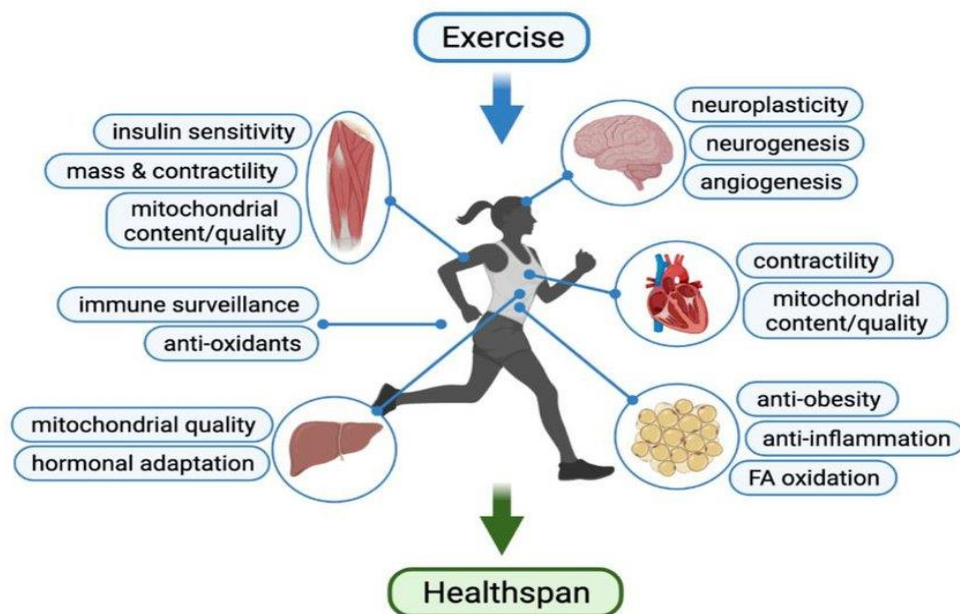 Exercise
insulin sensitivity
mass & contractility
mitochondrial
content/quality
neuroplasticity
neurogenesis
angiogenesis
immune surveillance
anti-oxidants
contractility
mitochondrial
content/quality
mitochondrial quality
hormonal adaptation
anti-obesity
anti-inflammation
FA oxidation
Healthspan